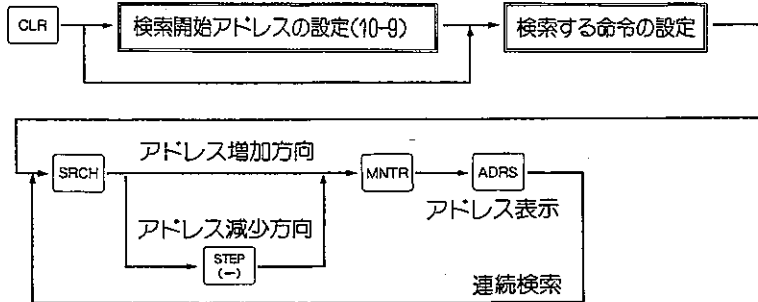 CLR
検索開始アドレスの設定(10-9)
検索する命令の設定
アドレス増加方向
SRCH
MNTR
ADRS
アドレス表示
アドレス減少方向
STEP
(-)
連続検索